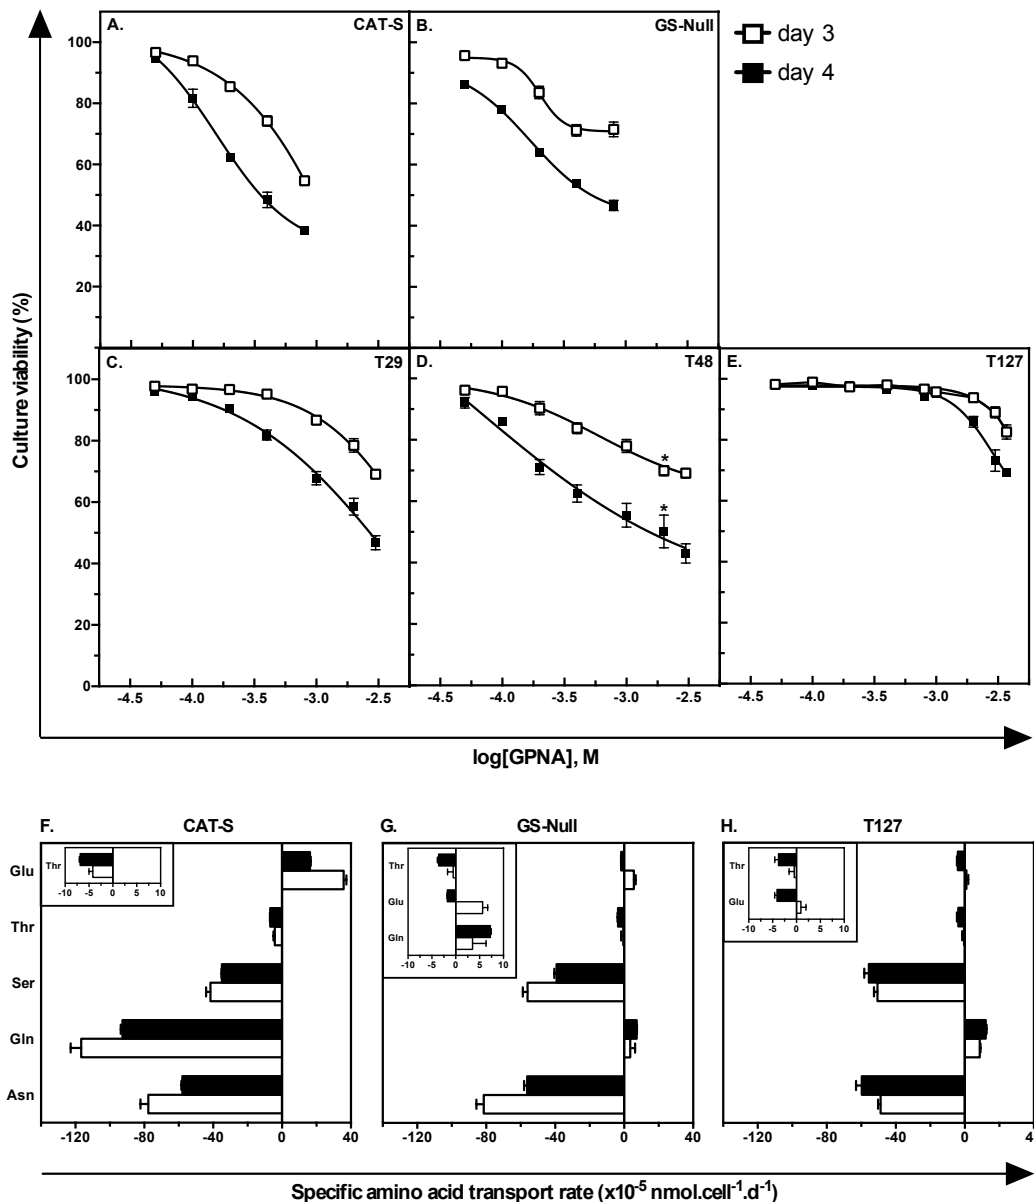 A. CAT-S
B. GS-Null
day 3
day 4
100
80
60
40
20
Culture viability (%)
C. T29
D. T48
E. T127
100
80
60
40
20
0
*
*
-4.5 -4.0 -3.5 -3.0 -2.5
-4.5 -4.0 -3.5 -3.0 -2.5
-4.5 -4.0 -3.5 -3.0 -2.5
log[GPNA], M
F. CAT-S
G. GS-Null
H. T127
Glu
Thr
Ser
Gln
Asn
Thr
-10 -5 0 5 10
Thr
Glu
Gln
-10 -5 0 5 10
Thr
Glu
-10 -5 0 5 10
-120 -80 -40 0 40
-120 -80 -40 0 40
-120 -80 -40 0 4
Specific amino acid transport rate (x10⁻⁵ nmol.cell⁻¹.d⁻¹)